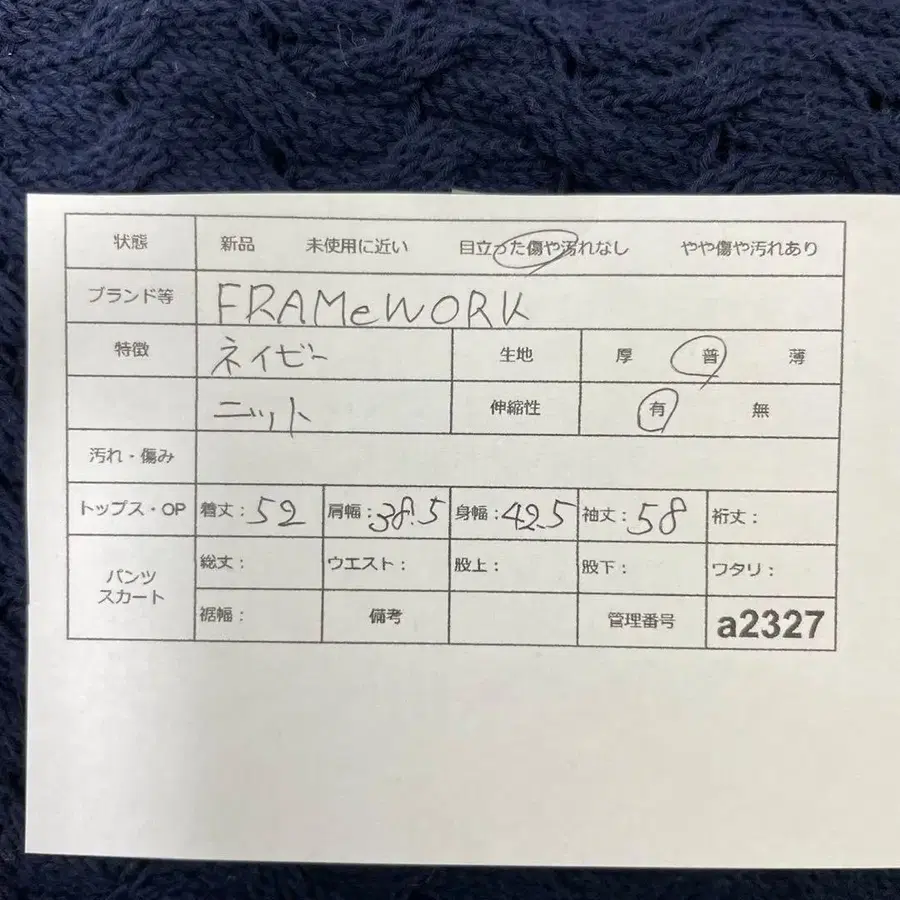 状態 新品 未使用に近い 目立った傷や汚れなし やや傷や汚れあり
ブランド等 FRAMeWORK
特徴 ネイビー 生地 厚 普 薄
ニット 伸縮性 有 無
汚れ・傷み
トップス・OP 着丈：52 肩幅：38.5 身幅：42.5 袖丈：58 裄丈：
パンツ
スカート
総丈： ウエスト： 股上： 股下： ワタリ：
裾幅： 備考 管理番号 a2327